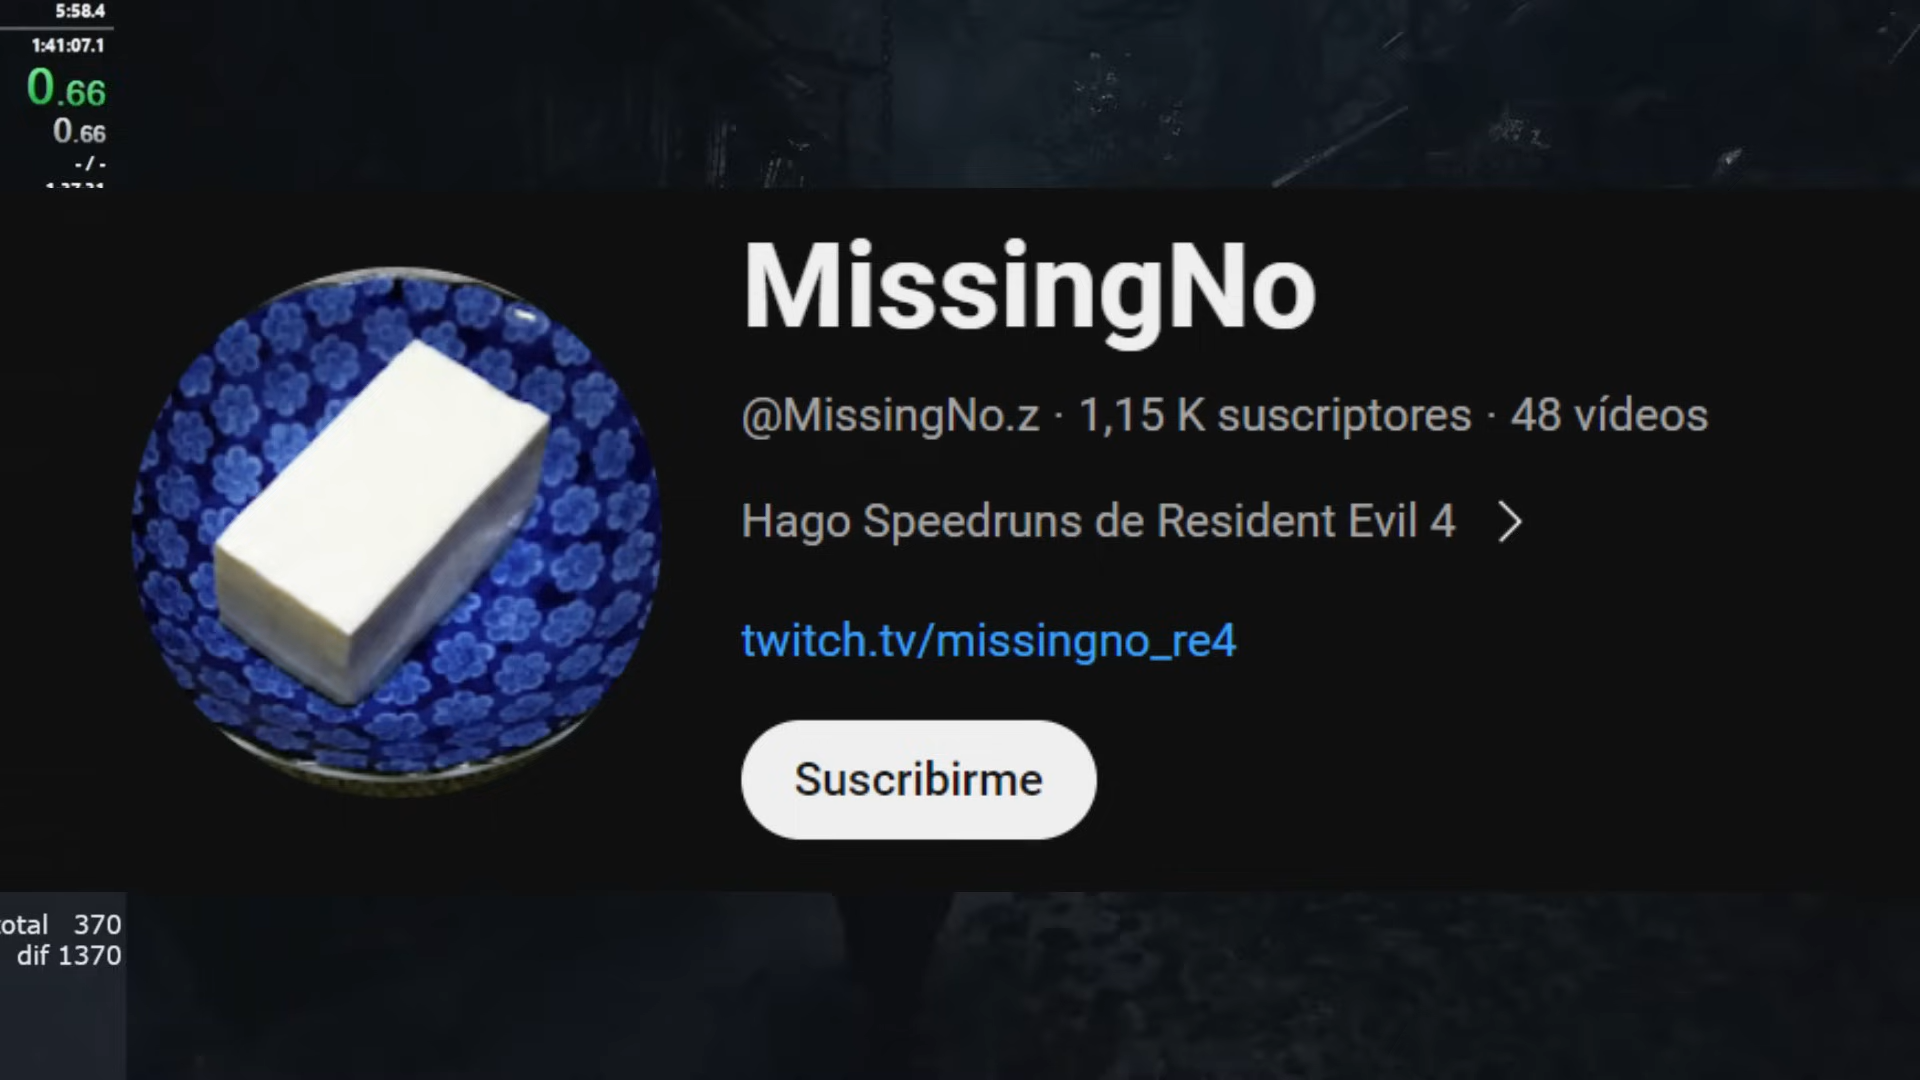 5:58.4
1:41:07.1
0.66
0.66
- / -
MissingNo
@MissingNo.z · 1,15 K suscriptores · 48 vídeos
Hago Speedruns de Resident Evil 4
twitch.tv/missingno_re4
Suscribirme
370
dif 1370